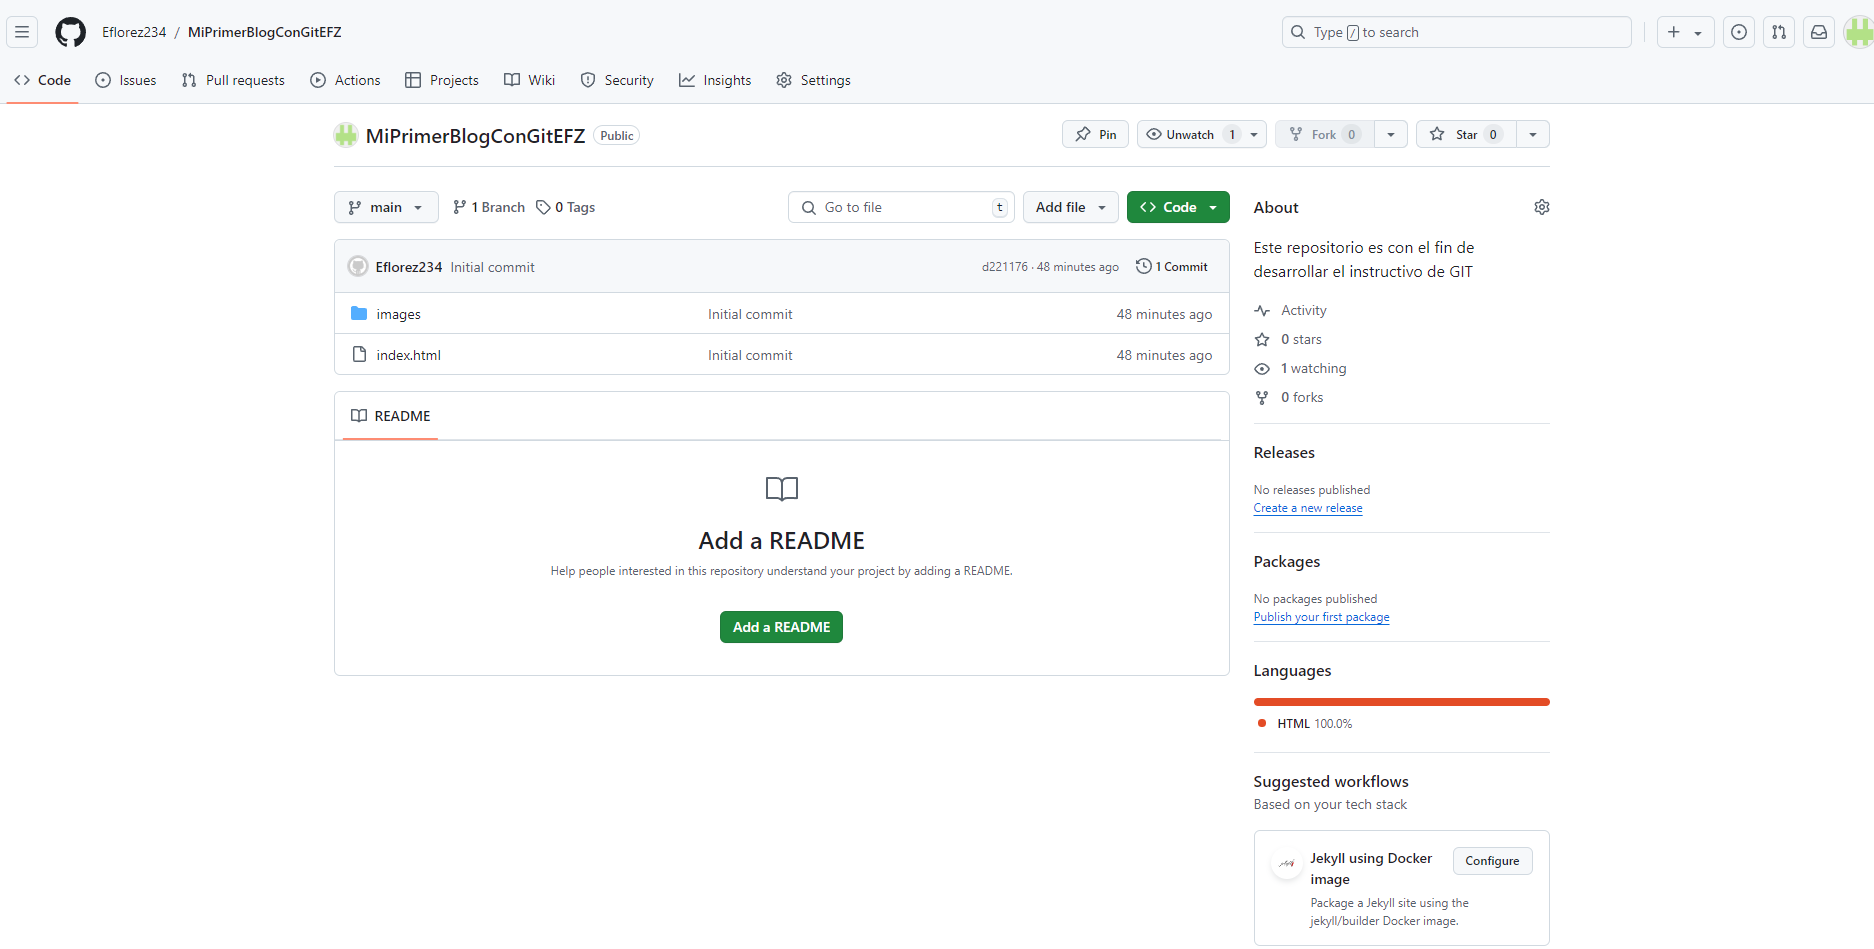 Eflorez234 / MiPrimerBlogConGitEFZ
Type / to search
Code Issues Pull requests Actions Projects Wiki Security Insights Settings
MiPrimerBlogConGitEFZ Public
Pin Unwatch 1 Fork 0 Star 0
main 1 Branch 0 Tags Go to file t Add file Code
Eflorez234 Initial commit d221176 · 48 minutes ago 1 Commit
images Initial commit 48 minutes ago
index.html Initial commit 48 minutes ago
README
Add a README
Help people interested in this repository understand your project by adding a README.
Add a README
About
Este repositorio es con el fin de
desarrollar el instructivo de GIT
Activity
0 stars
1 watching
0 forks
Releases
No releases published
Create a new release
Packages
No packages published
Publish your first package
Languages
HTML 100.0%
Suggested workflows
Based on your tech stack
Jekyll using Docker
image
Configure
Package a Jekyll site using the
jekyll/builder Docker image.